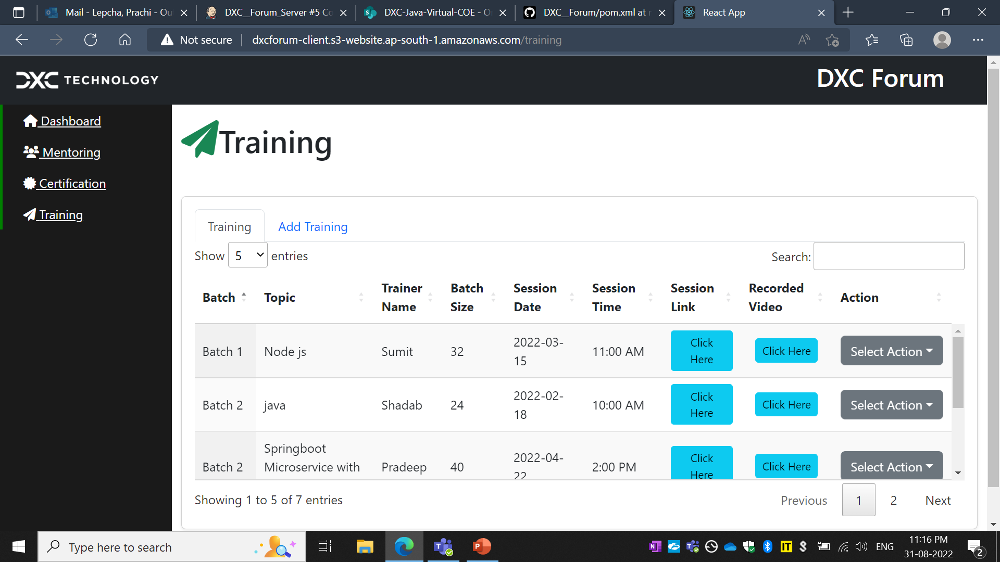 Mail - Lepcha, Prachi - Ou
DXC__Forum_Server #5 Co
DXC-Java-Virtual-COE - O
DXC__Forum/pom.xml at
React App
Not secure
dxcforum-client.s3-website.ap-south-1.amazonaws.com/training
DXC TECHNOLOGY
DXC Forum
Dashboard
Mentoring
Certification
Training
Training
Training
Add Training
Show 5 entries
Search:
Batch Topic Trainer Name Batch Size Session Date Session Time Session Link Recorded Video Action
Batch 1 Node js Sumit 32 2022-03-15 11:00 AM Click Here Click Here Select Action
Batch 2 java Shadab 24 2022-02-18 10:00 AM Click Here Click Here Select Action
Batch 2 Springboot Microservice with Pradeep 40 2022-04-22 2:00 PM Click Here Click Here Select Action
Showing 1 to 5 of 7 entries
Previous 1 2 Next
Type here to search
ENG
11:16 PM
31-08-2022
2